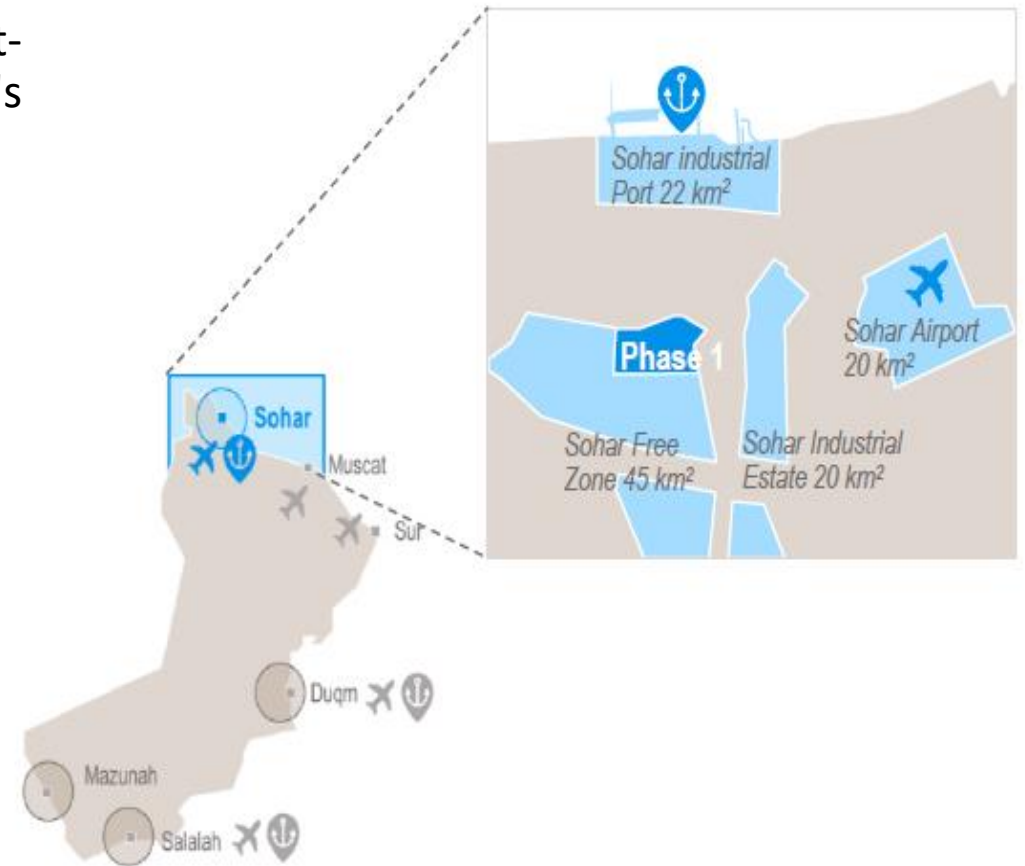 t-
's
Sohar industrial
Port 22 km²
Sohar Airport
20 km²
Phase 1
Sohar Free
Zone 45 km²
Sohar Industrial
Estate 20 km²
Sohar
Muscat
Sur
Duqm
Mazunah
Salalah